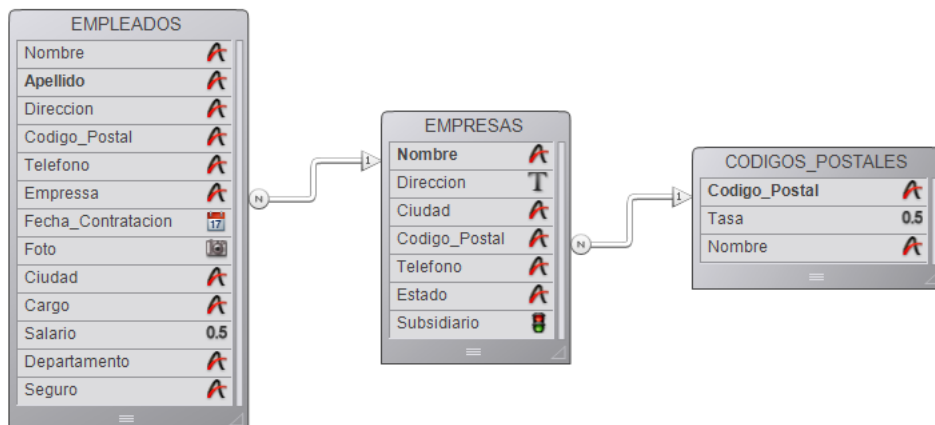 EMPLEADOS
Nombre
Apellido
Direccion
Codigo_Postal
Telefono
Empressa
Fecha_Contratacion
17
Foto
Ciudad
Cargo
Salario 0.5
Departamento
Seguro
N
1
EMPRESAS
Nombre
Direccion T
Ciudad
Codigo_Postal
Telefono
Estado
Subsidiario
N
1
CODIGOS_POSTALES
Codigo_Postal
Tasa 0.5
Nombre